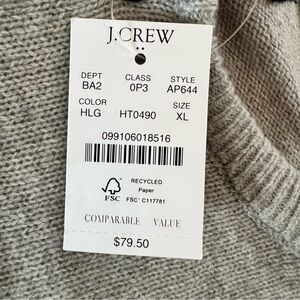 J.CREW
DEPT CLASS STYLE
BA2 0P3 AP644
COLOR SIZE
HLG HT0490 XL
099106018516
RECYCLED
Paper
FSC FSC® C117781
COMPARABLE VALUE
$79.50